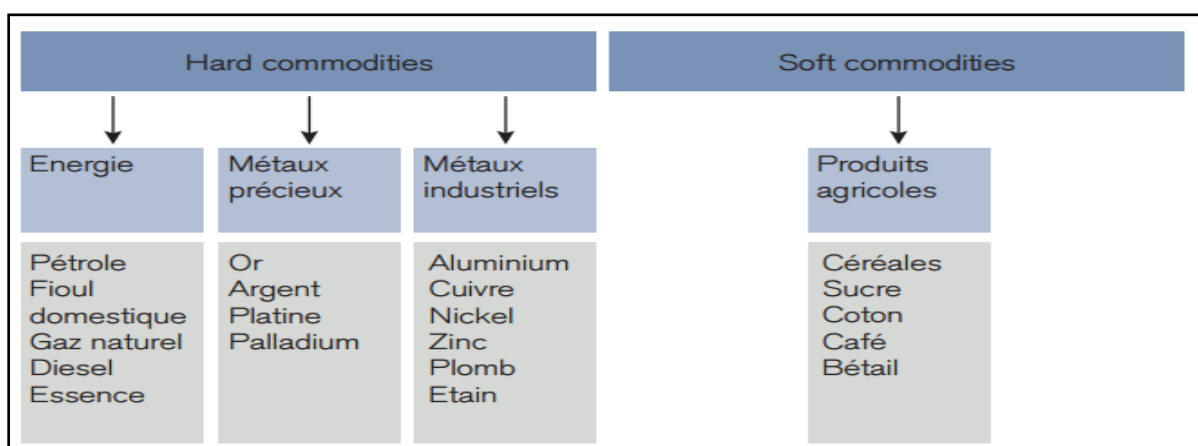 Hard commodities
Soft commodities
Energie
Métaux
précieux
Métaux
industriels
Produits
agricoles
Pétrole
Fioul
domestique
Gaz naturel
Diesel
Essence
Or
Argent
Platine
Palladium
Aluminium
Cuivre
Nickel
Zinc
Plomb
Etain
Céréales
Sucre
Coton
Café
Bétail